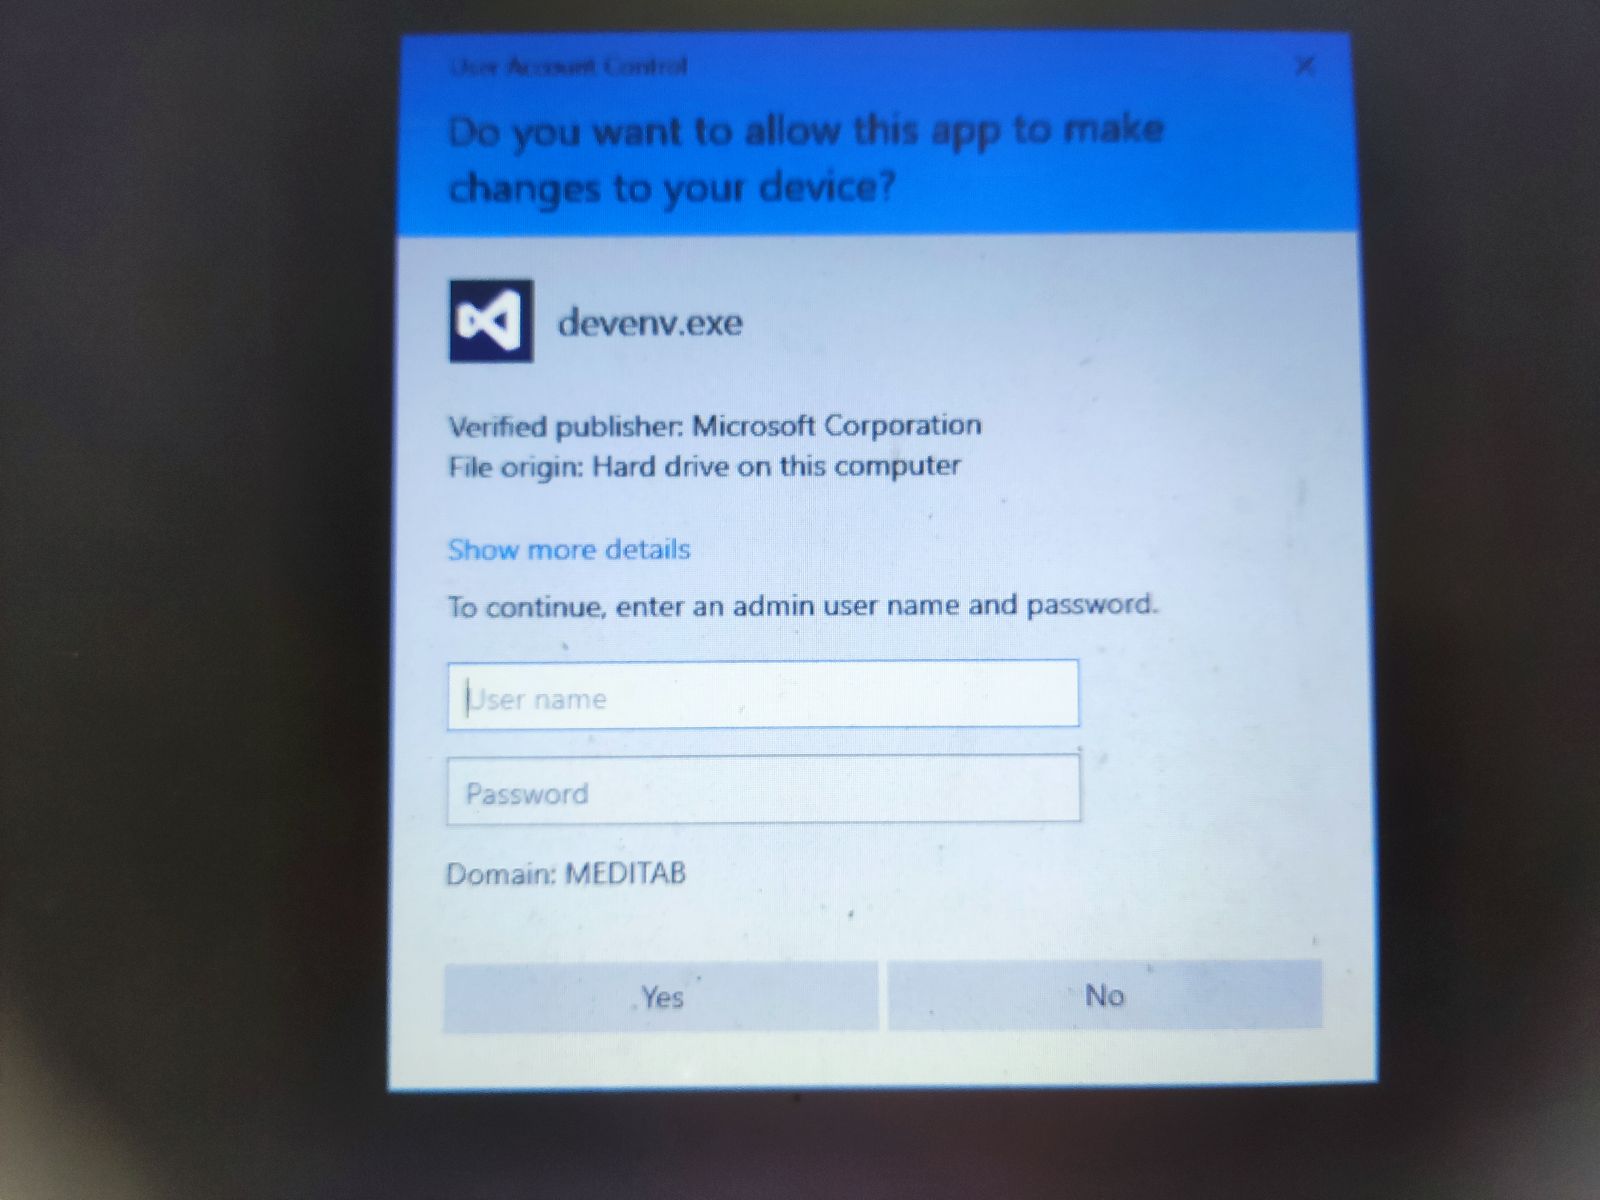 User Account Control
Do you want to allow this app to make
changes to your device?
devenv.exe
Verified publisher: Microsoft Corporation
File origin: Hard drive on this computer
Show more details
To continue, enter an admin user name and password.
User name
Password
Domain: MEDITAB
Yes No